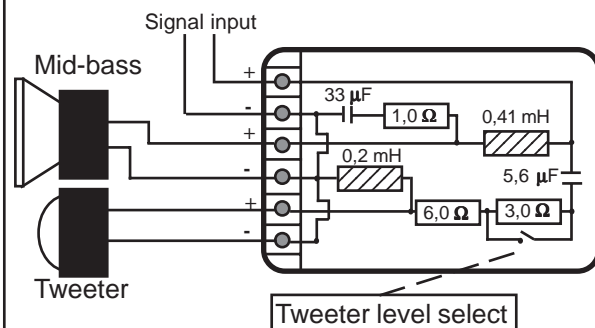 Signal input
Mid-bass
+
-
33 µF
1,0 Ω
0,41 mH
+
0,2 mH
5,6 µF
-
+
6,0 Ω
3,0 Ω
-
Tweeter
Tweeter level select